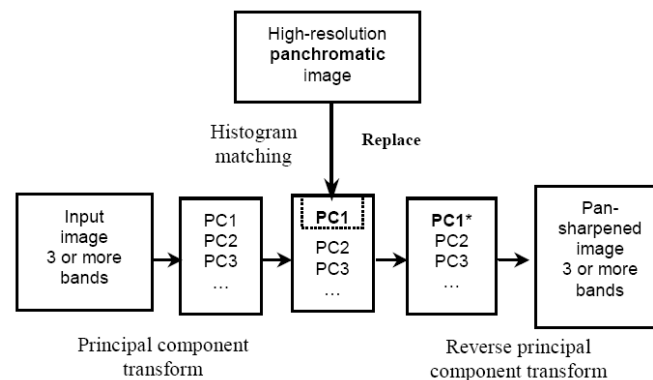 High-resolution
panchromatic
image
Histogram
matching
Replace
Input
image
3 or more
bands
PC1
PC2
PC3
...
PC1
PC2
PC3
...
PC1*
PC2
PC3
...
Pan-
sharpened
image
3 or more
bands
Principal component
transform
Reverse principal
component transform